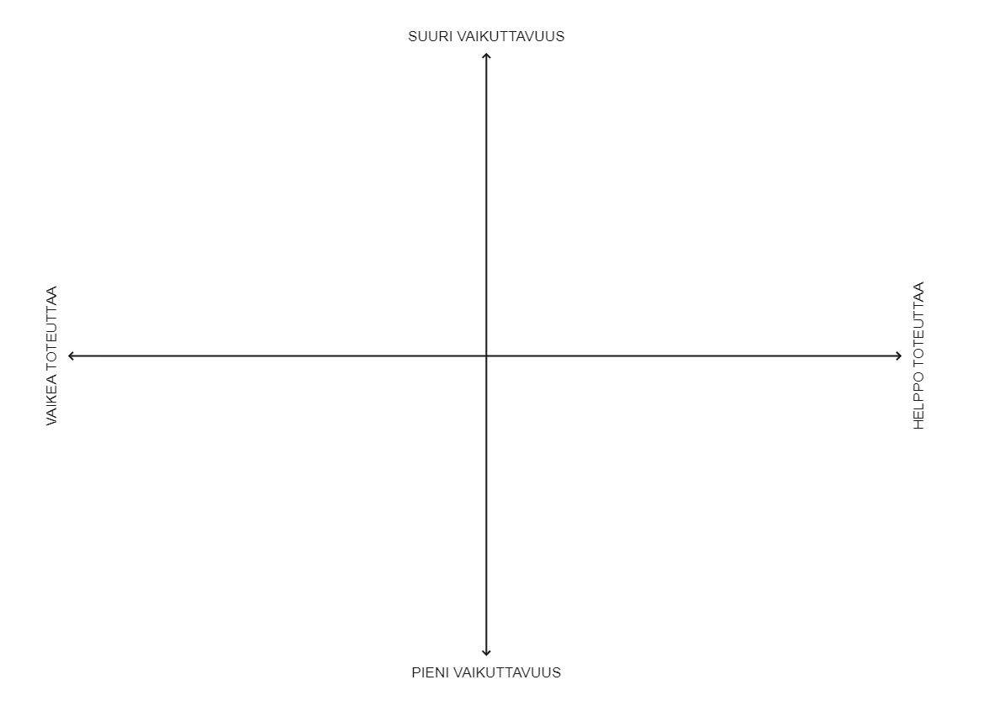 SUURI VAIKUTTAVUUS
VAIKEA TOTEUTTAA
HELPPO TOTEUTTAA
PIENI VAIKUTTAVUUS